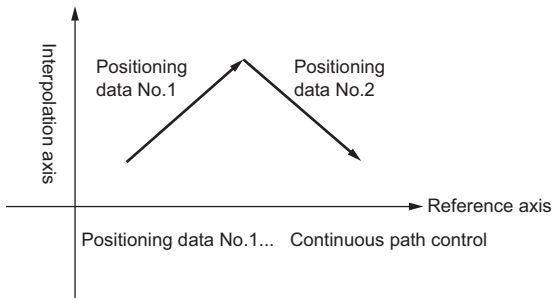 Interpolation axis
Positioning
data No.1
Positioning
data No.2
Reference axis
Positioning data No.1... Continuous path control